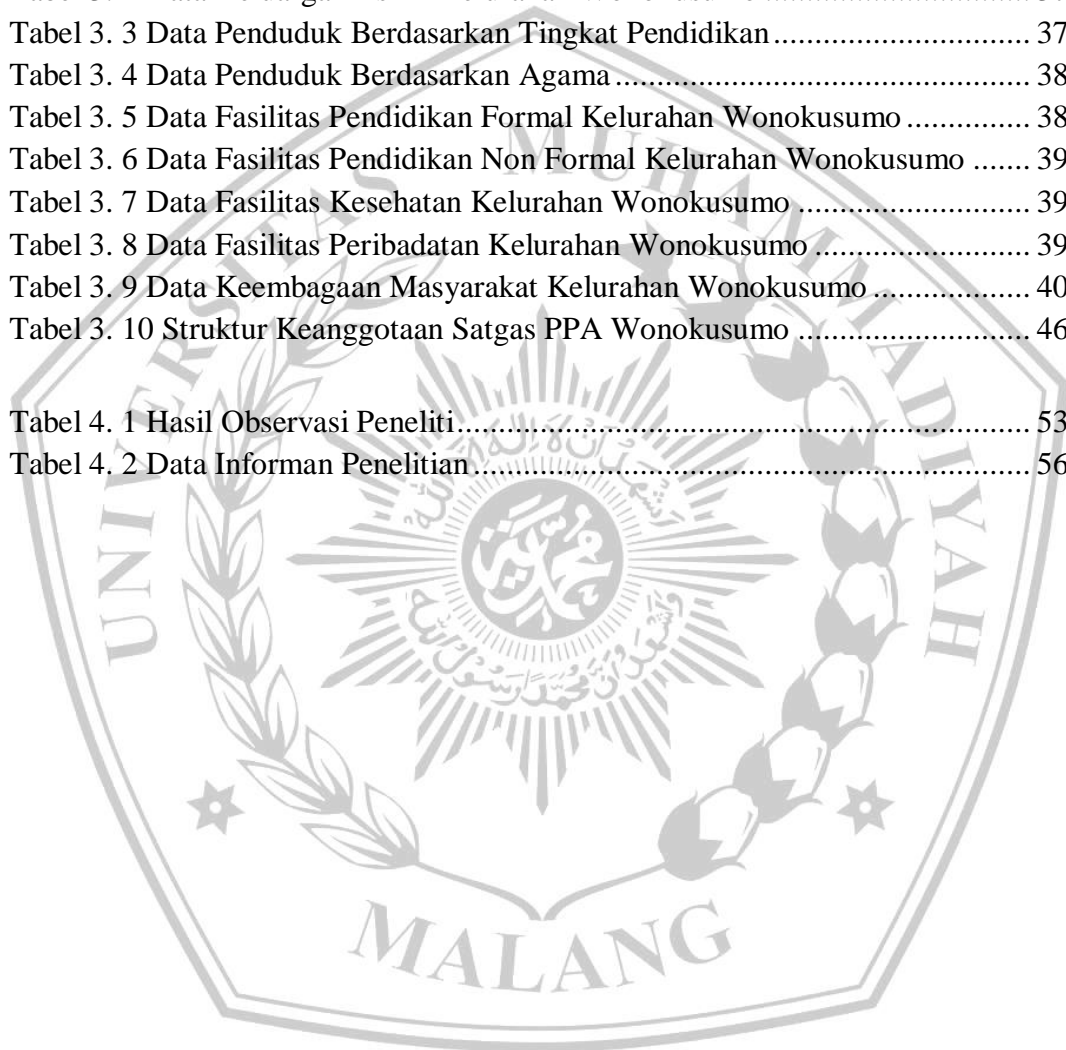 Tabel 3. 3 Data Penduduk Berdasarkan Tingkat Pendidikan ............................. 37
Tabel 3. 4 Data Penduduk Berdasarkan Agama ............................................... 38
Tabel 3. 5 Data Fasilitas Pendidikan Formal Kelurahan Wonokusumo .............. 38
Tabel 3. 6 Data Fasilitas Pendidikan Non Formal Kelurahan Wonokusumo ....... 39
Tabel 3. 7 Data Fasilitas Kesehatan Kelurahan Wonokusumo .......................... 39
Tabel 3. 8 Data Fasilitas Peribadatan Kelurahan Wonokusumo ........................ 39
Tabel 3. 9 Data Keembagaan Masyarakat Kelurahan Wonokusumo .................. 40
Tabel 3. 10 Struktur Keanggotaan Satgas PPA Wonokusumo .......................... 46
Tabel 4. 1 Hasil Observasi Peneliti................................................................. 53
Tabel 4. 2 Data Informan Penelitian ............................................................... 56
UNIVERSITAS MUHAMMADIYAH
MALANG